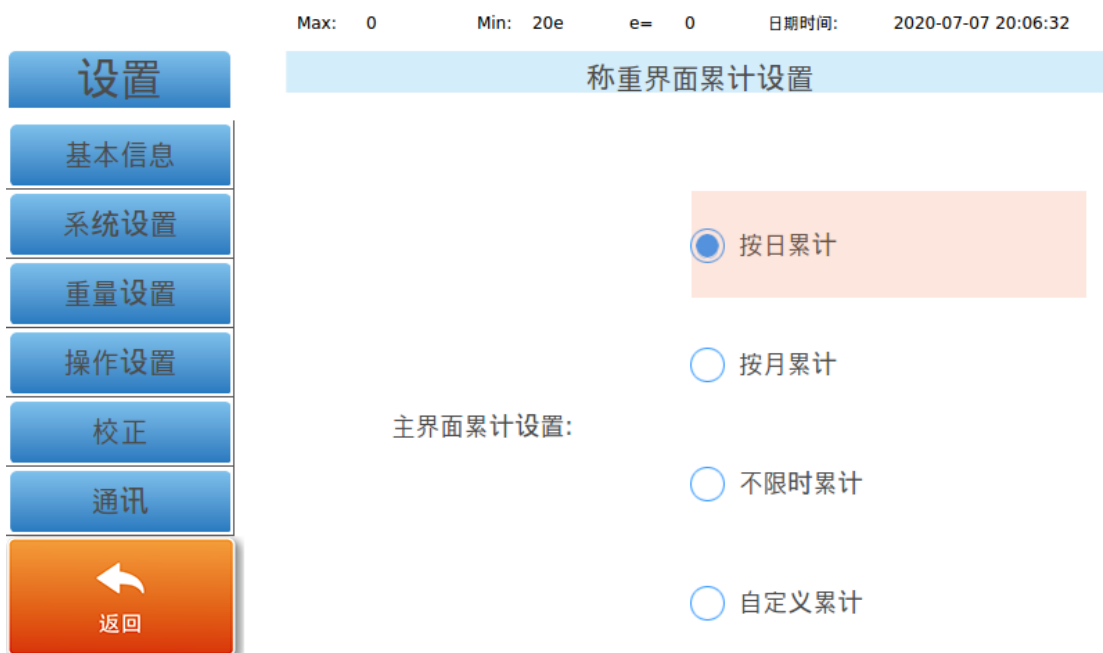 Max: 0 Min: 20e e= 0 日期时间: 2020-07-07 20:06:32
设置
称重界面累计设置
基本信息
系统设置
重量设置
操作设置
校正
通讯
返回
主界面累计设置:
按日累计
按月累计
不限时累计
自定义累计